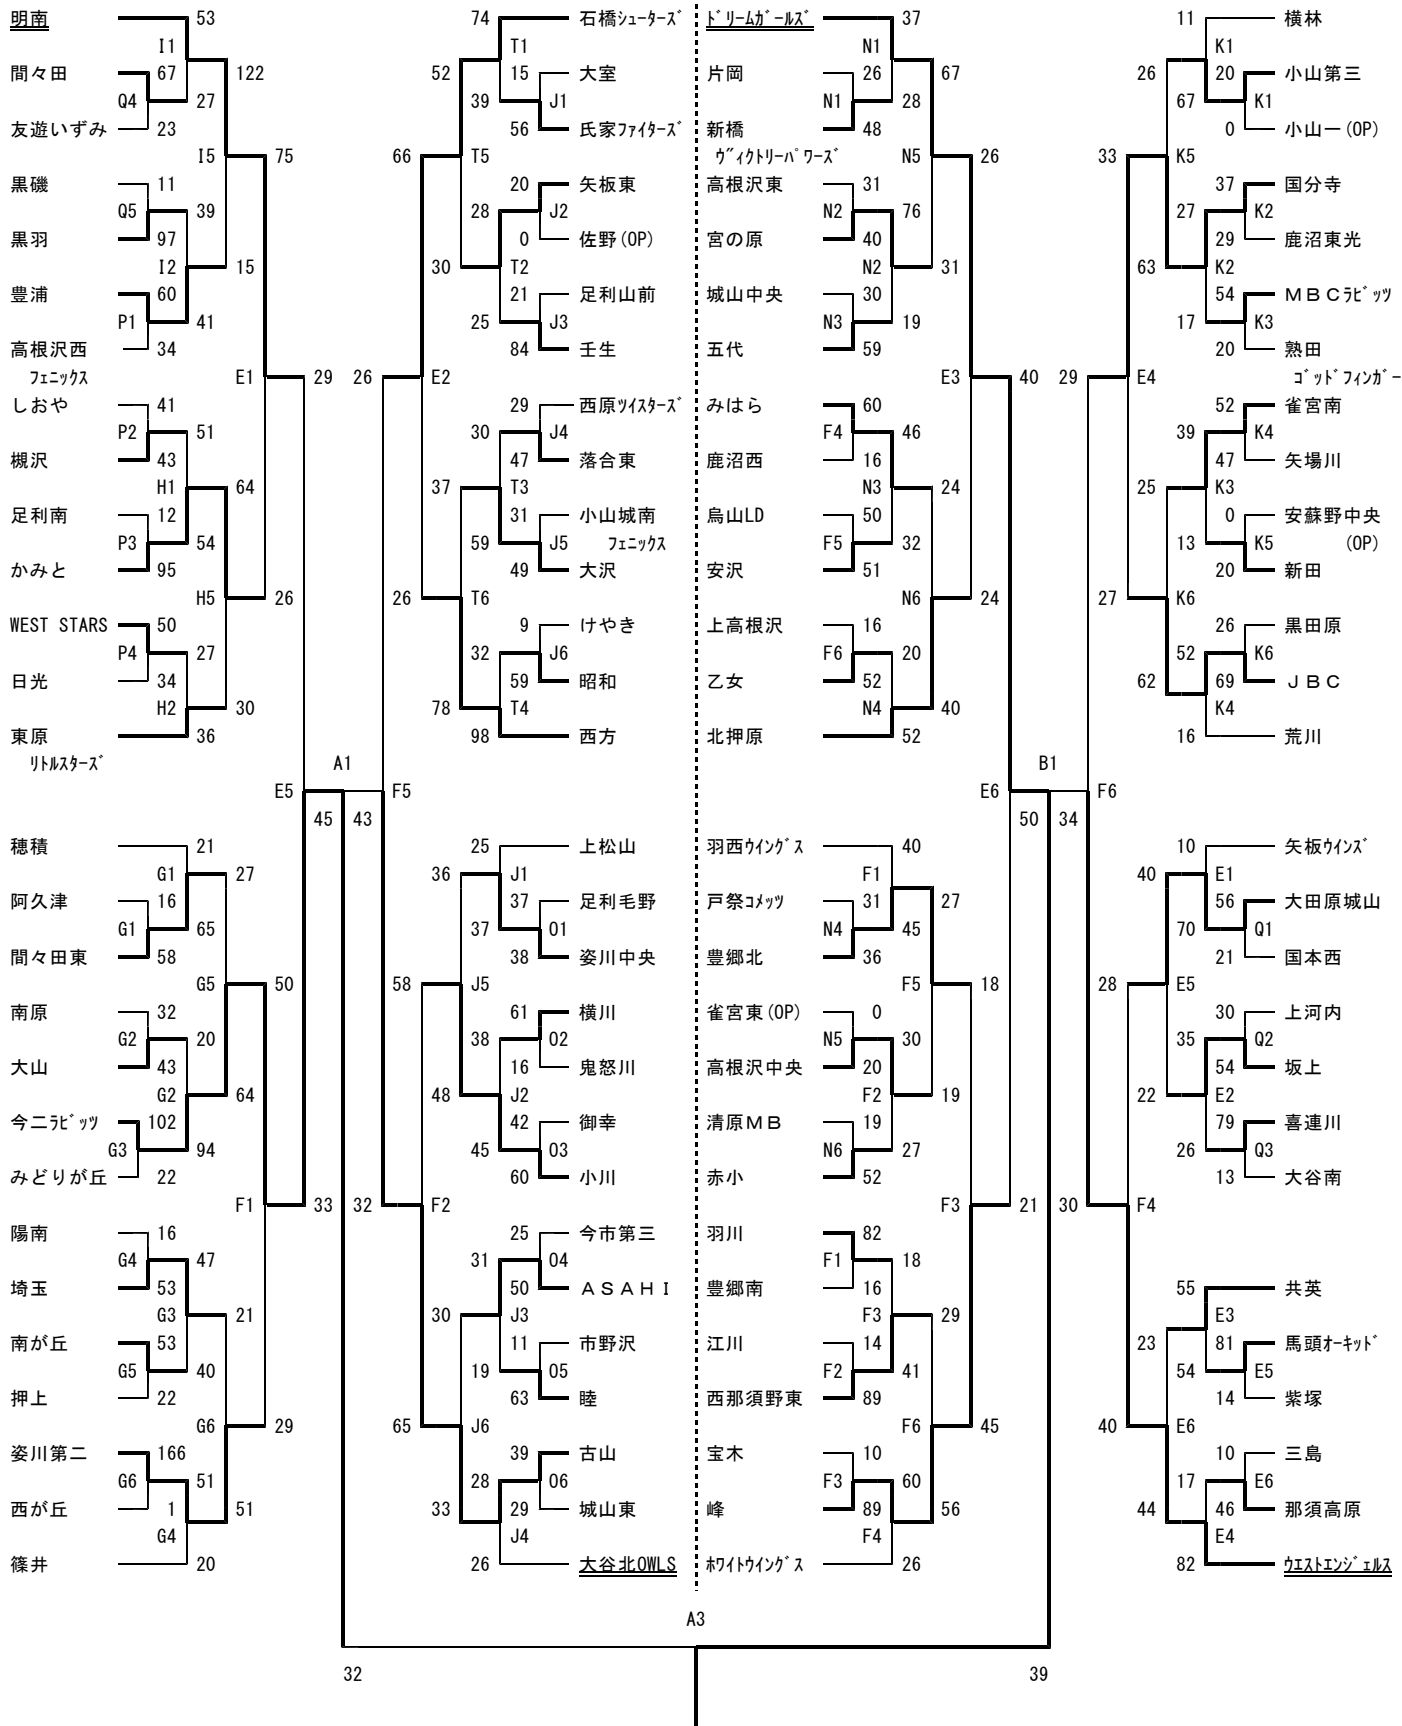 明南 53 74 石橋シューターズ ドリームガールズ 37 11 横林
I1 T1 N1 K1
間々田 67 122 52 15 大室 片岡 26 67 26 20 小山第三
Q4 27 39 J1 N1 28 67 K1
友遊いずみ 23 56 氏家ファイターズ 新橋 48 0 小山一(OP)
I5 75 66 T5 ヴィクトリーパワーズ N5 26 33 K5
黒磯 11 20 矢板東 高根沢東 31 37 国分寺
Q5 39 28 J2 N2 76 27 K2
黒羽 97 0 佐野(OP) 宮の原 40 29 鹿沼東光
I2 15 30 T2 N2 31 63 K2
豊浦 60 21 足利山前 城山中央 30 54 MBCラビッツ
P1 41 25 J3 N3 19 17 K3
高根沢西 34 84 壬生 五代 59 20 熟田
フェニックス E1 29 26 E2 E3 40 29 E4 ゴッドフィンガー
しおや 41 29 西原ツイスターズ みはら 60 52 雀宮南
P2 51 30 J4 F4 46 39 K4
槻沢 43 47 落合東 鹿沼西 16 47 矢場川
H1 64 37 T3 N3 24 25 K3
足利南 12 31 小山城南 烏山LD 50 0 安蘇野中央
P3 54 59 J5 フェニックス F5 32 13 K5 (OP)
かみと 95 49 大沢 安沢 51 20 新田
H5 26 26 T6 N6 24 27 K6
WEST STARS 50 9 けやき 上高根沢 16 26 黒田原
P4 27 32 J6 F6 20 52 K6
日光 34 59 昭和 乙女 52 69 JBC
H2 30 78 T4 N4 40 62 K4
東原 36 98 西方 北押原 52 16 荒川
リトルスターズ A1 B1
E5 F5 E6 F6
45 43 50 34
穂積 21 25 上松山 羽西ウイングス 40 10 矢板ウインズ
G1 27 36 J1 F1 40 E1
阿久津 16 37 足利毛野 戸祭コメッツ 31 27 56 大田原城山
G1 65 37 O1 N4 45 70 Q1
間々田東 58 38 姿川中央 豊郷北 36 21 国本西
G5 50 58 J5 F5 18 28 E5
南原 32 61 横川 雀宮東(OP) 0 30 上河内
G2 20 38 O2 N5 30 35 Q2
大山 43 16 鬼怒川 高根沢中央 20 54 坂上
G2 64 48 J2 F2 19 22 E2
今二ラビッツ 102 42 御幸 清原MB 19 79 喜連川
G3 94 45 O3 N6 27 26 Q3
みどりが丘 22 60 小川 赤小 52 13 大谷南
F1 33 32 F2 F3 21 30 F4
陽南 16 25 今市第三 羽川 82
G4 47 31 O4 F1 18
埼玉 53 50 ASAHI 豊郷南 16 55 共英
G3 21 30 J3 F3 29 E3
南が丘 53 11 市野沢 江川 14 23 81 馬頭オーキッド
G5 40 19 O5 F2 41 54 E5
押上 22 63 睦 西那須野東 89 14 紫塚
G6 29 65 J6 F6 45 40 E6
姿川第二 166 39 古山 宝木 10 10 三島
G6 51 28 O6 F3 60 17 E6
西が丘 1 51 33 29 城山東 峰 89 56 44 46 那須高原
G4 J4 F4 E4
篠井 20 26 大谷北OWLS ホワイトウイングス 26 82 ウエストエンジェルス
A3
32 39